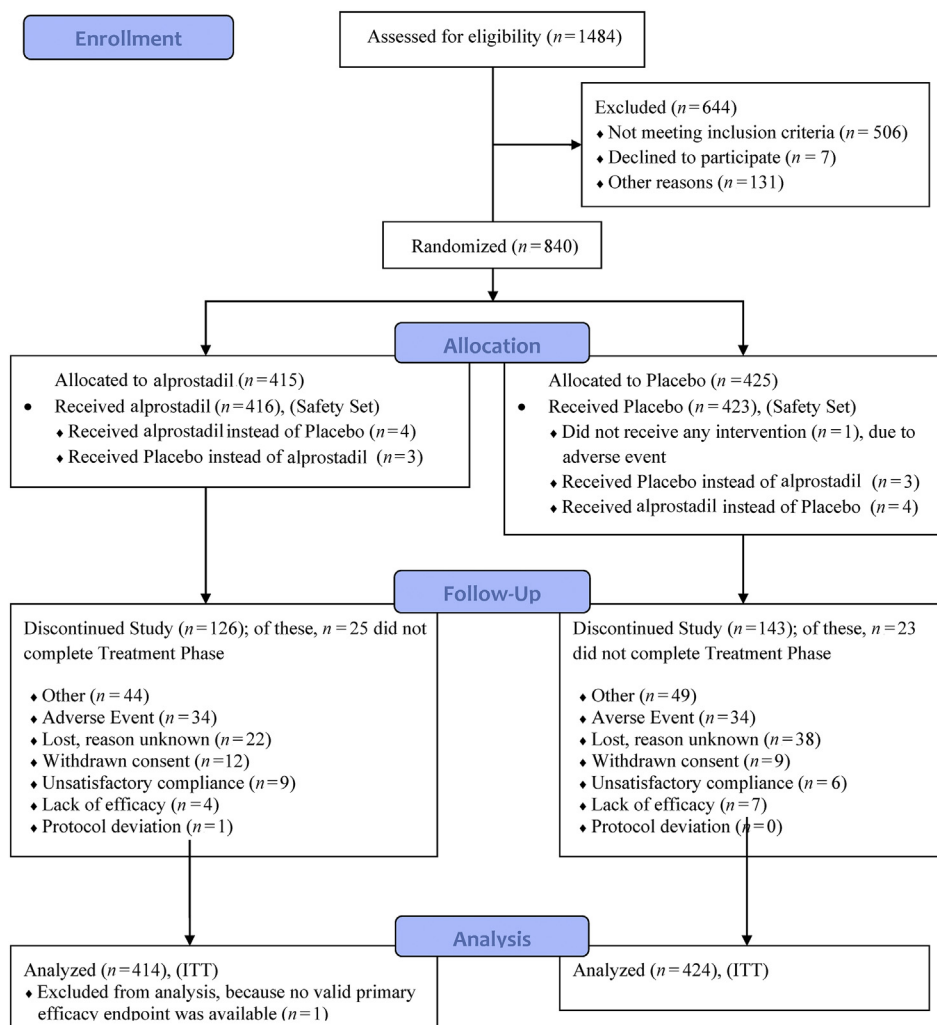 Enrollment
Assessed for eligibility (n=1484)
Excluded (n=644)
♦ Not meeting inclusion criteria (n=506)
♦ Declined to participate (n=7)
♦ Other reasons (n=131)
Randomized (n=840)
Allocation
Allocated to alprostadil (n=415)
• Received alprostadil (n=416), (Safety Set)
♦ Received alprostadil instead of Placebo (n=4)
♦ Received Placebo instead of alprostadil (n=3)
Allocated to Placebo (n=425)
• Received Placebo (n=423), (Safety Set)
♦ Did not receive any intervention (n=1), due to
adverse event
♦ Received Placebo instead of alprostadil (n=3)
♦ Received alprostadil instead of Placebo (n=4)
Follow-Up
Discontinued Study (n=126); of these, n=25 did not
complete Treatment Phase
♦ Other (n=44)
♦ Adverse Event (n=34)
♦ Lost, reason unknown (n=22)
♦ Withdrawn consent (n=12)
♦ Unsatisfactory compliance (n=9)
♦ Lack of efficacy (n=4)
♦ Protocol deviation (n=1)
Discontinued Study (n=143); of these, n=23
did not complete Treatment Phase
♦ Other (n=49)
♦ Averse Event (n=34)
♦ Lost, reason unknown (n=38)
♦ Withdrawn consent (n=9)
♦ Unsatisfactory compliance (n=6)
♦ Lack of efficacy (n=7)
♦ Protocol deviation (n=0)
Analysis
Analyzed (n=414), (ITT)
♦ Excluded from analysis, because no valid primary
efficacy endpoint was available (n=1)
Analyzed (n=424), (ITT)